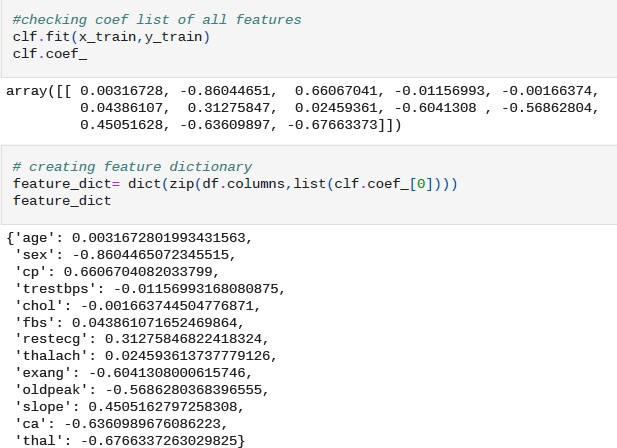 #checking coef list of all features
clf.fit(x_train,y_train)
clf.coef_
array([[ 0.00316728, -0.86044651,  0.66067041, -0.01156993, -0.00166374,
0.04386107,  0.31275847,  0.02459361, -0.6041308 , -0.56862804,
0.45051628, -0.63609897, -0.67663373]])
# creating feature dictionary
feature_dict= dict(zip(df.columns,list(clf.coef_[0])))
feature_dict
{'age': 0.0031672801993431563,
'sex': -0.8604465072345515,
'cp': 0.6606704082033799,
'trestbps': -0.01156993168080875,
'chol': -0.001663744504776871,
'fbs': 0.043861071652469864,
'restecg': 0.31275846822418324,
'thalach': 0.024593613737779126,
'exang': -0.6041308000615746,
'oldpeak': -0.5686280368396555,
'slope': 0.4505162797258308,
'ca': -0.6360989676086223,
'thal': -0.6766337263029825}